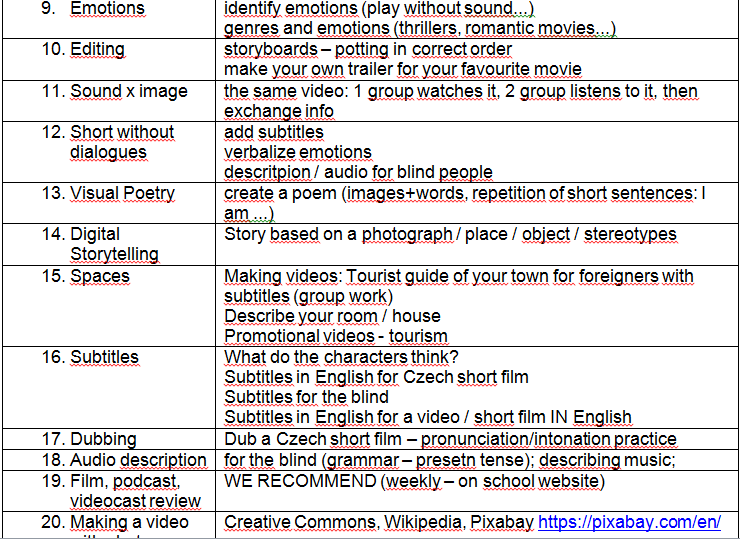 9. Emotions
identify emotions (play without sound...)
genres and emotions (thrillers, romantic movies...)
10. Editing
storyboards – potting in correct order
make your own trailer for your favourite movie
11. Sound x image
the same video: 1 group watches it, 2 group listens to it, then
exchange info
12. Short without
dialogues
add subtitles
verbalize emotions
descritpion / audio for blind people
13. Visual Poetry
create a poem (images+words, repetition of short sentences: I
am ...)
14. Digital
Storytelling
Story based on a photograph / place / object / stereotypes
15. Spaces
Making videos: Tourist guide of your town for foreigners with
subtitles (group work)
Describe your room / house
Promotional videos - tourism
16. Subtitles
What do the characters think?
Subtitles in English for Czech short film
Subtitles for the blind
Subtitles in English for a video / short film IN English
17. Dubbing
Dub a Czech short film – pronunciation/intonation practice
18. Audio description
for the blind (grammar – presetn tense); describing music;
19. Film, podcast,
videocast review
WE RECOMMEND (weekly – on school website)
20. Making a video
Creative Commons, Wikipedia, Pixabay https://pixabay.com/en/